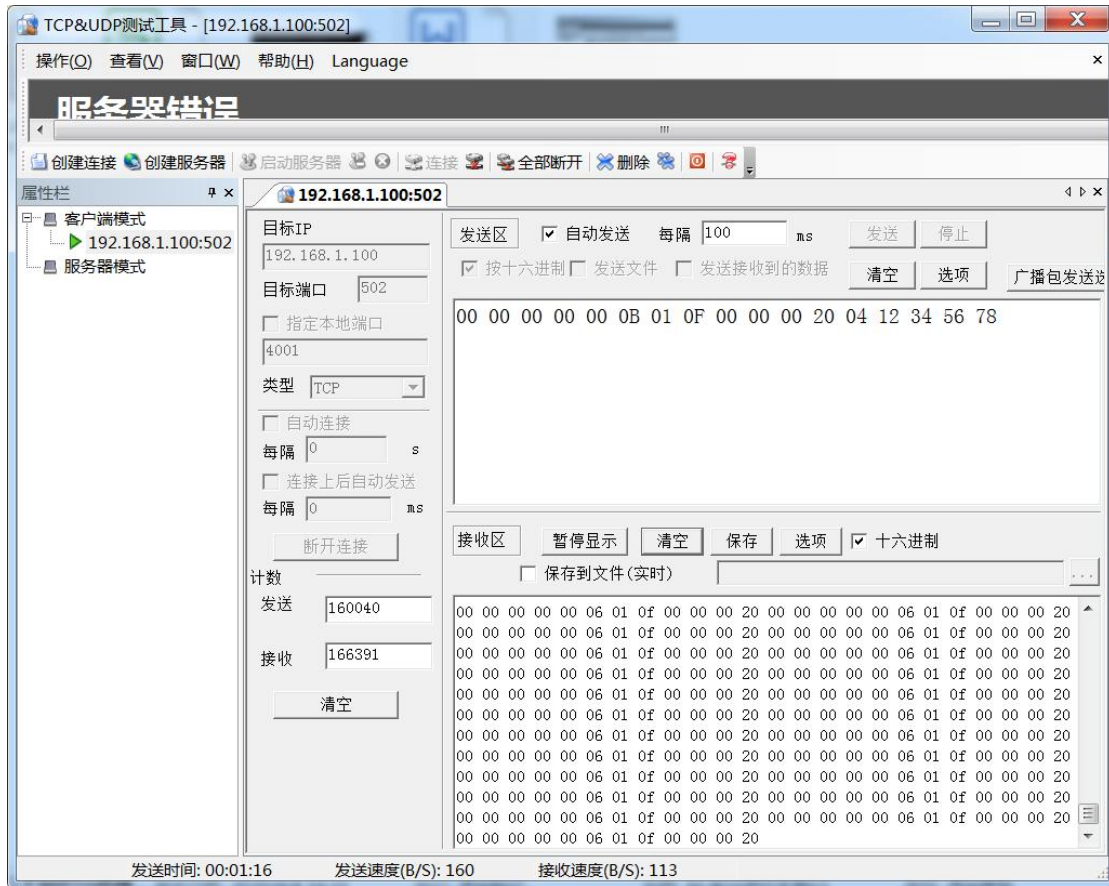 TCP&UDP测试工具 - [192.168.1.100:502]
操作(O) 查看(V) 窗口(W) 帮助(H) Language
服务器错误
创建连接 创建服务器 启动服务器 连接 全部断开 删除
属性栏
客户端模式
192.168.1.100:502
服务器模式
192.168.1.100:502
目标IP
192.168.1.100
目标端口 502
指定本地端口
4001
类型 TCP
自动连接
每隔 0 s
连接上后自动发送
每隔 0 ms
断开连接
计数
发送 160040
接收 166391
清空
发送区 自动发送 每隔 100 ms 发送 停止
按十六进制 发送文件 发送接收到的数据 清空 选项 广播包发送选
00 00 00 00 00 0B 01 0F 00 00 00 20 04 12 34 56 78
接收区 暂停显示 清空 保存 选项 十六进制
保存到文件(实时) ...
00 00 00 00 00 06 01 0f 00 00 00 20 00 00 00 00 00 06 01 0f 00 00 00 20
00 00 00 00 00 06 01 0f 00 00 00 20 00 00 00 00 00 06 01 0f 00 00 00 20
00 00 00 00 00 06 01 0f 00 00 00 20 00 00 00 00 00 06 01 0f 00 00 00 20
00 00 00 00 00 06 01 0f 00 00 00 20 00 00 00 00 00 06 01 0f 00 00 00 20
00 00 00 00 00 06 01 0f 00 00 00 20 00 00 00 00 00 06 01 0f 00 00 00 20
00 00 00 00 00 06 01 0f 00 00 00 20 00 00 00 00 00 06 01 0f 00 00 00 20
00 00 00 00 00 06 01 0f 00 00 00 20 00 00 00 00 00 06 01 0f 00 00 00 20
00 00 00 00 00 06 01 0f 00 00 00 20 00 00 00 00 00 06 01 0f 00 00 00 20
00 00 00 00 00 06 01 0f 00 00 00 20 00 00 00 00 00 06 01 0f 00 00 00 20
00 00 00 00 00 06 01 0f 00 00 00 20 00 00 00 00 00 06 01 0f 00 00 00 20
00 00 00 00 00 06 01 0f 00 00 00 20 00 00 00 00 00 06 01 0f 00 00 00 20
00 00 00 00 00 06 01 0f 00 00 00 20
发送时间: 00:01:16 发送速度(B/S): 160 接收速度(B/S): 113